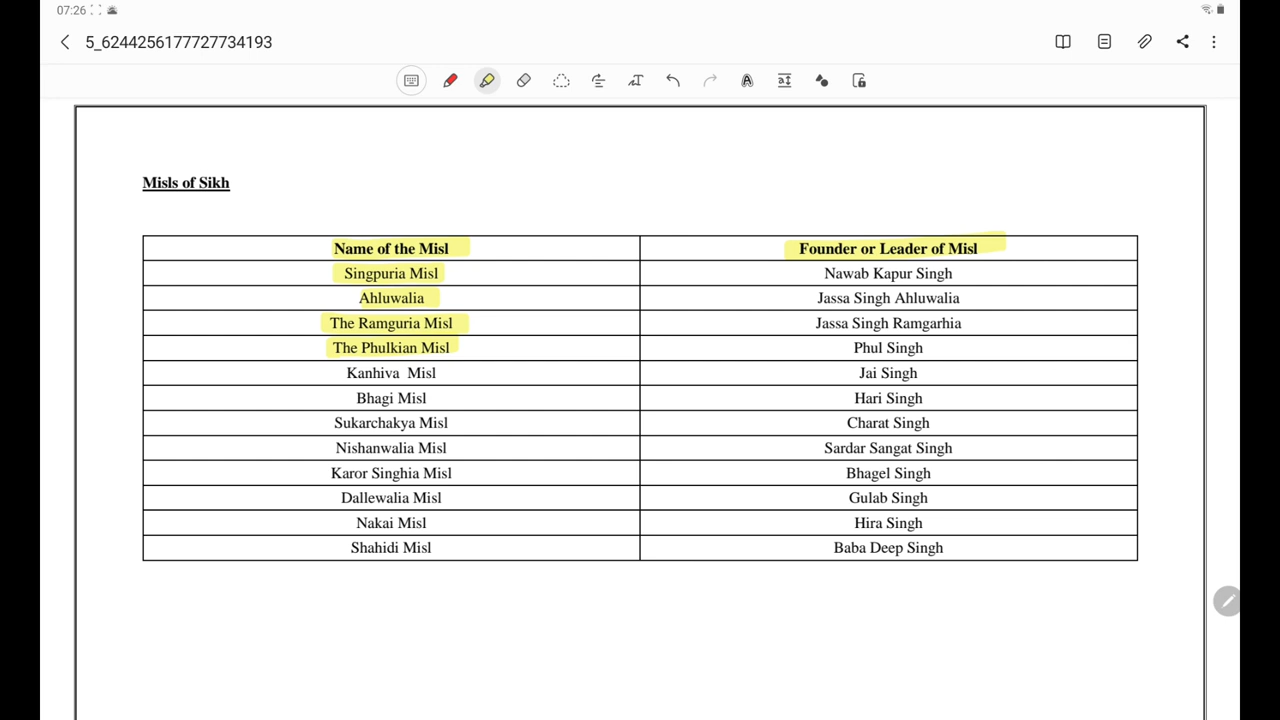 07:26
5_6244256177727734193
Misls of Sikh
Name of the Misl Founder or Leader of Misl
Singpuria Misl Nawab Kapur Singh
Ahluwalia Jassa Singh Ahluwalia
The Ramguria Misl Jassa Singh Ramgarhia
The Phulkian Misl Phul Singh
Kanhiva Misl Jai Singh
Bhagi Misl Hari Singh
Sukarchakya Misl Charat Singh
Nishanwalia Misl Sardar Sangat Singh
Karor Singhia Misl Bhagel Singh
Dallewalia Misl Gulab Singh
Nakai Misl Hira Singh
Shahidi Misl Baba Deep Singh